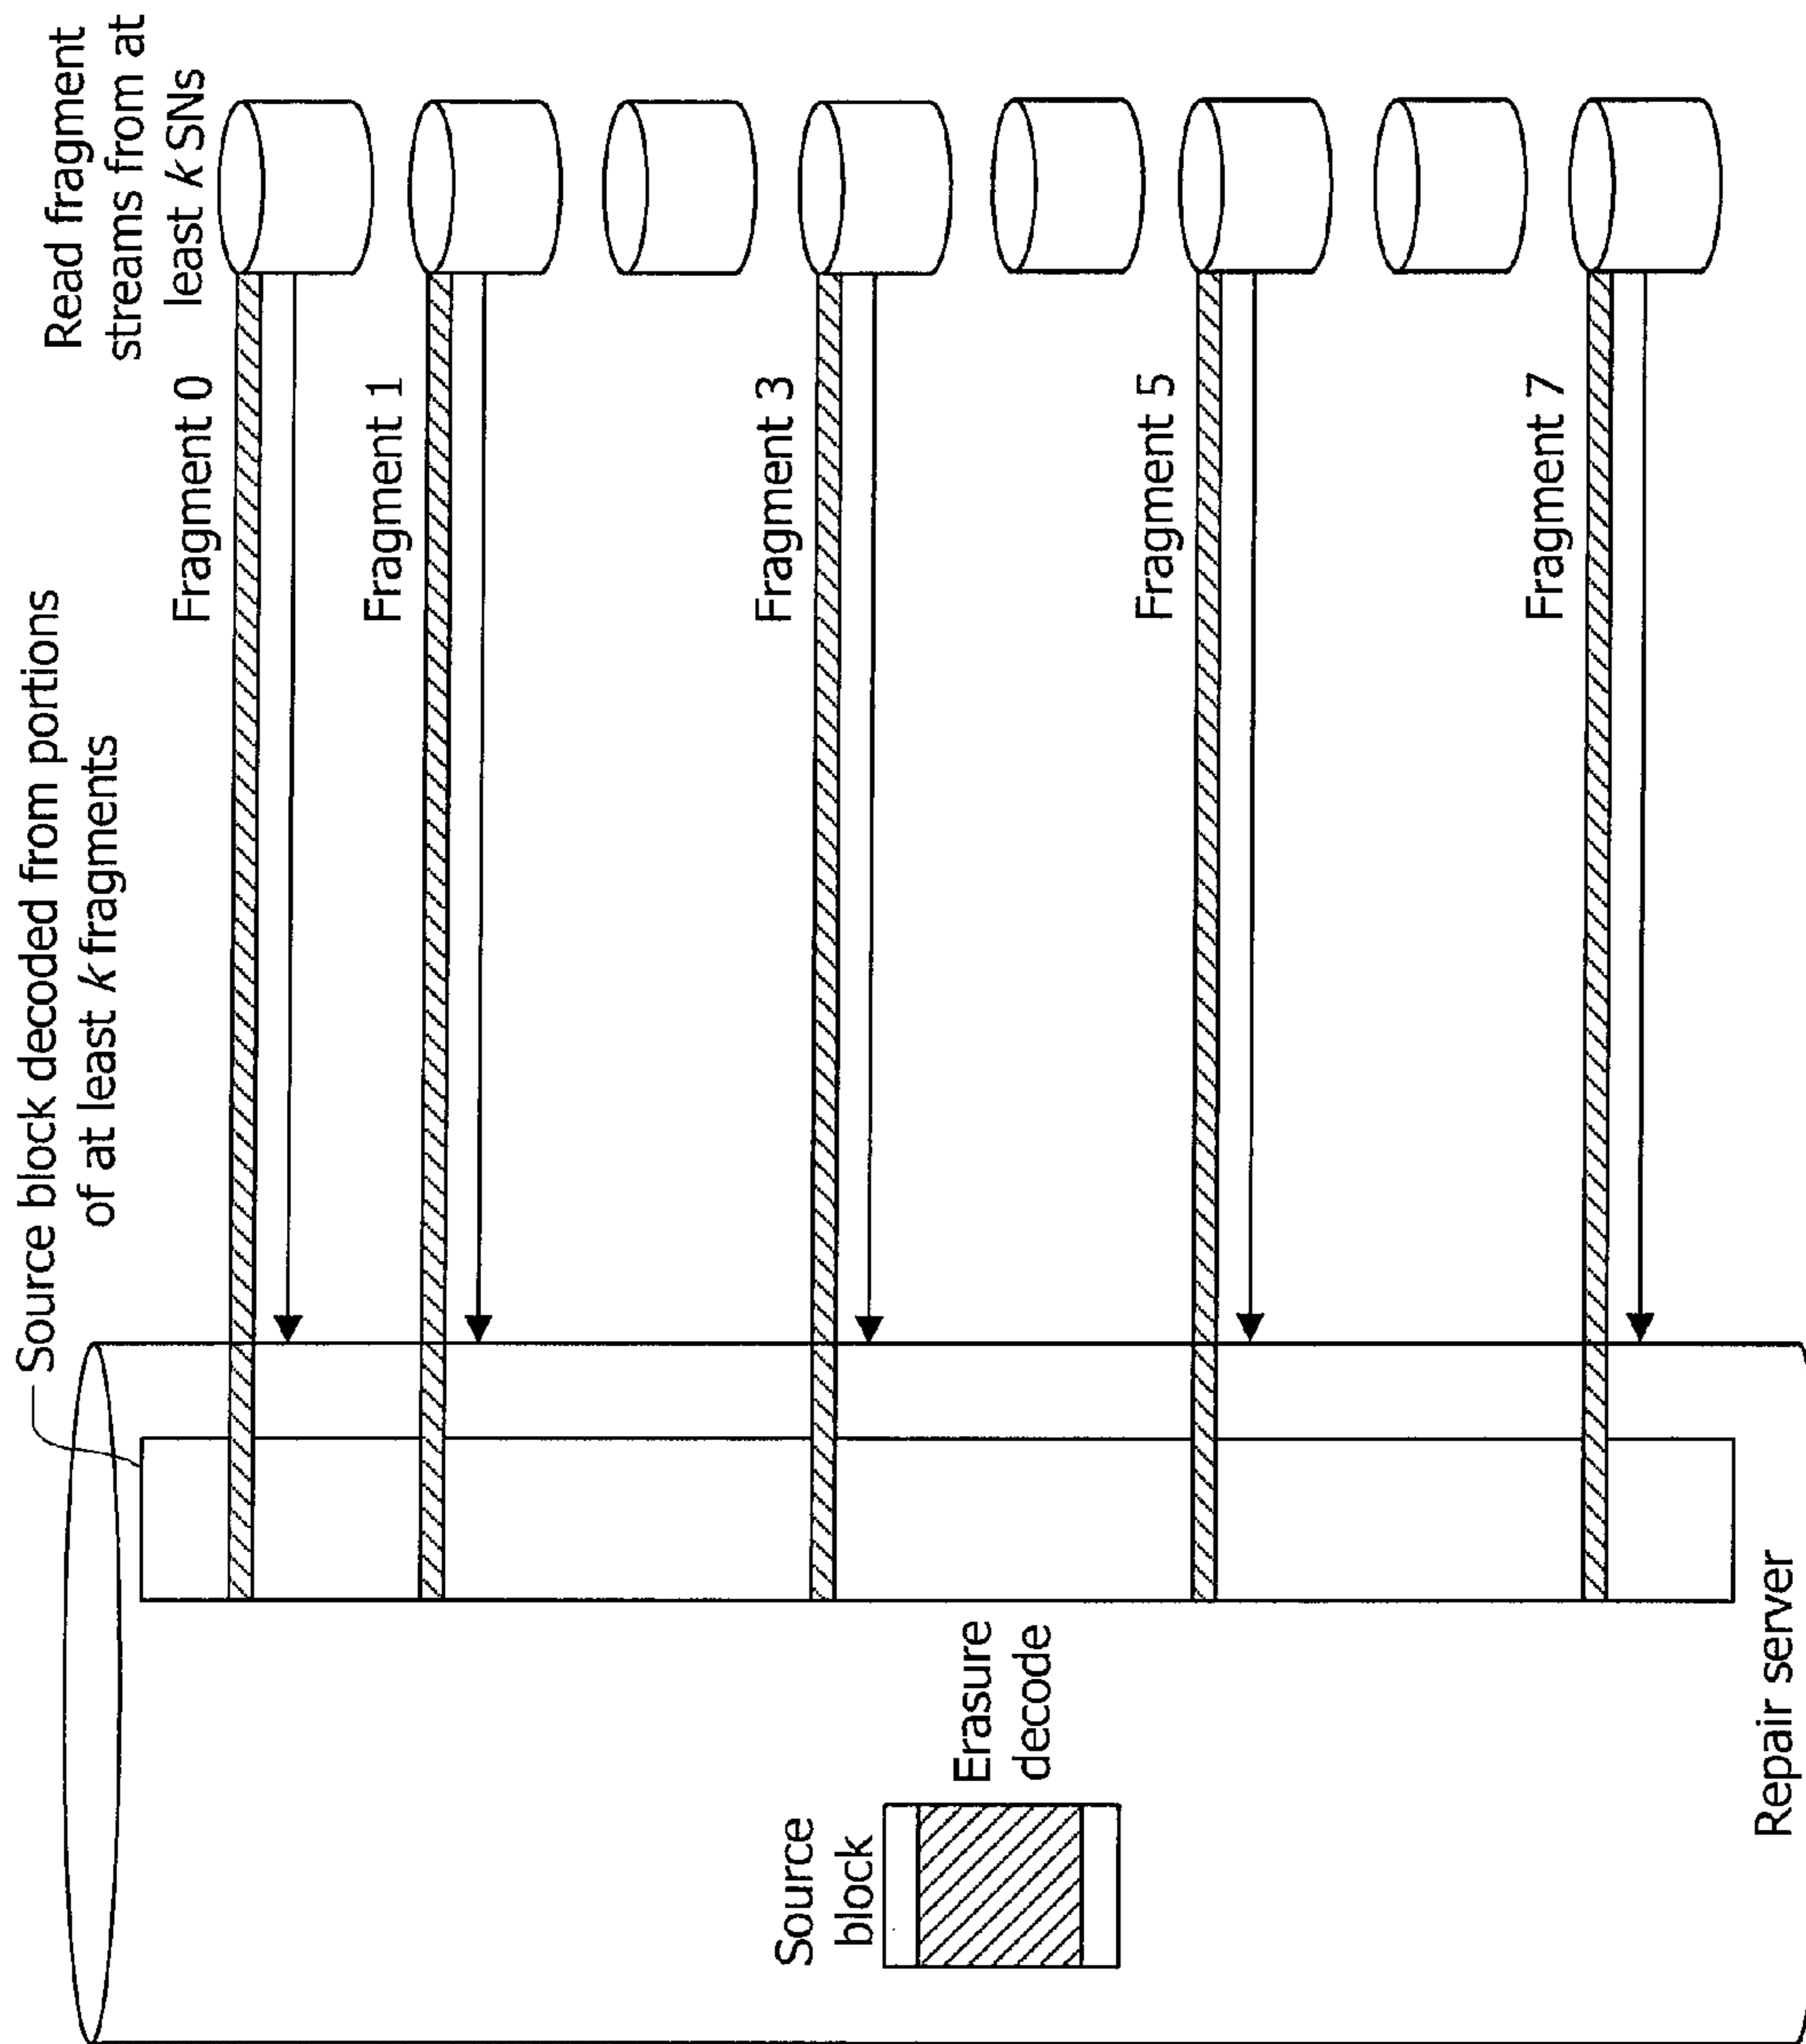 Source block decoded from portions
of at least k fragments
Read fragment
streams from at
least k SNs
Fragment 0
Fragment 1
Fragment 3
Fragment 5
Fragment 7
Source
block
Erasure
decode
Repair server